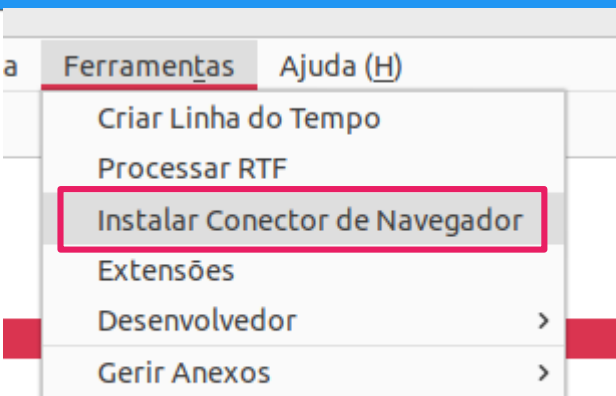 a Ferramentas Ajuda (H)
Criar Linha do Tempo
Processar RTF
Instalar Conector de Navegador
Extensões
Desenvolvedor >
Gerir Anexos >